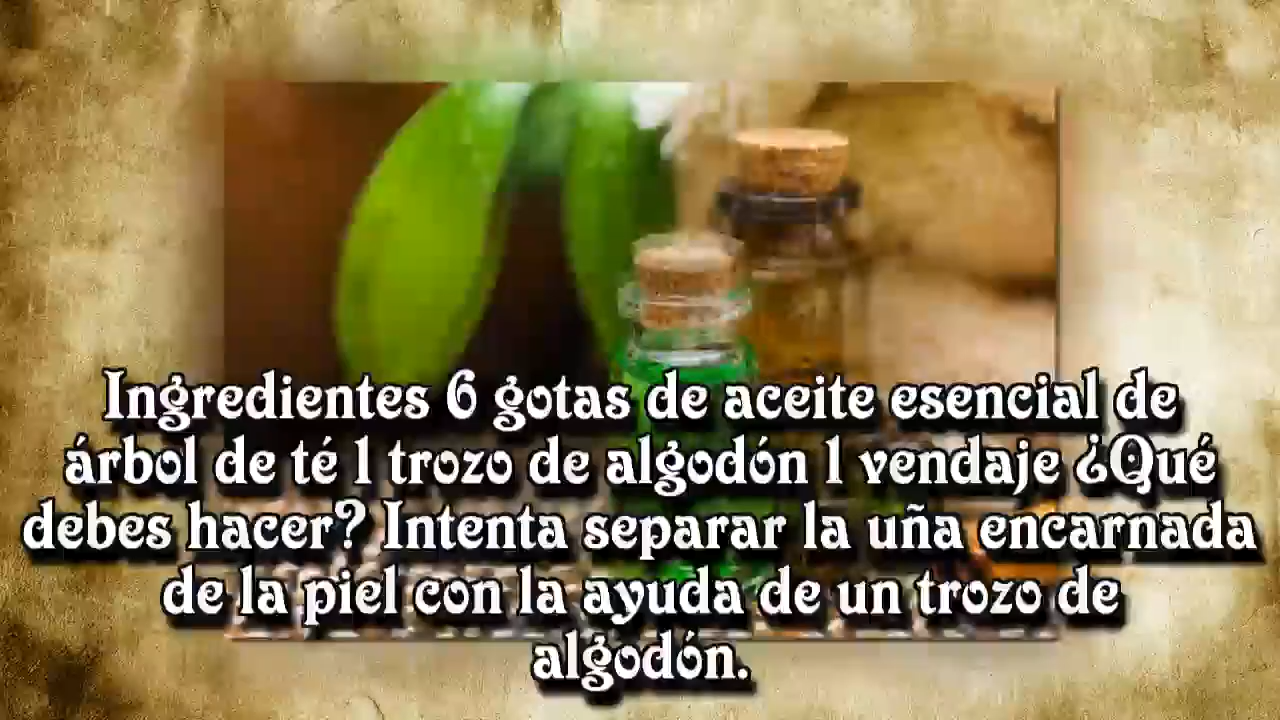 Ingredientes 6 gotas de aceite esencial de
árbol de té 1 trozo de algodón 1 vendaje ¿Qué
debes hacer? Intenta separar la uña encarnada
de la piel con la ayuda de un trozo de
algodón.